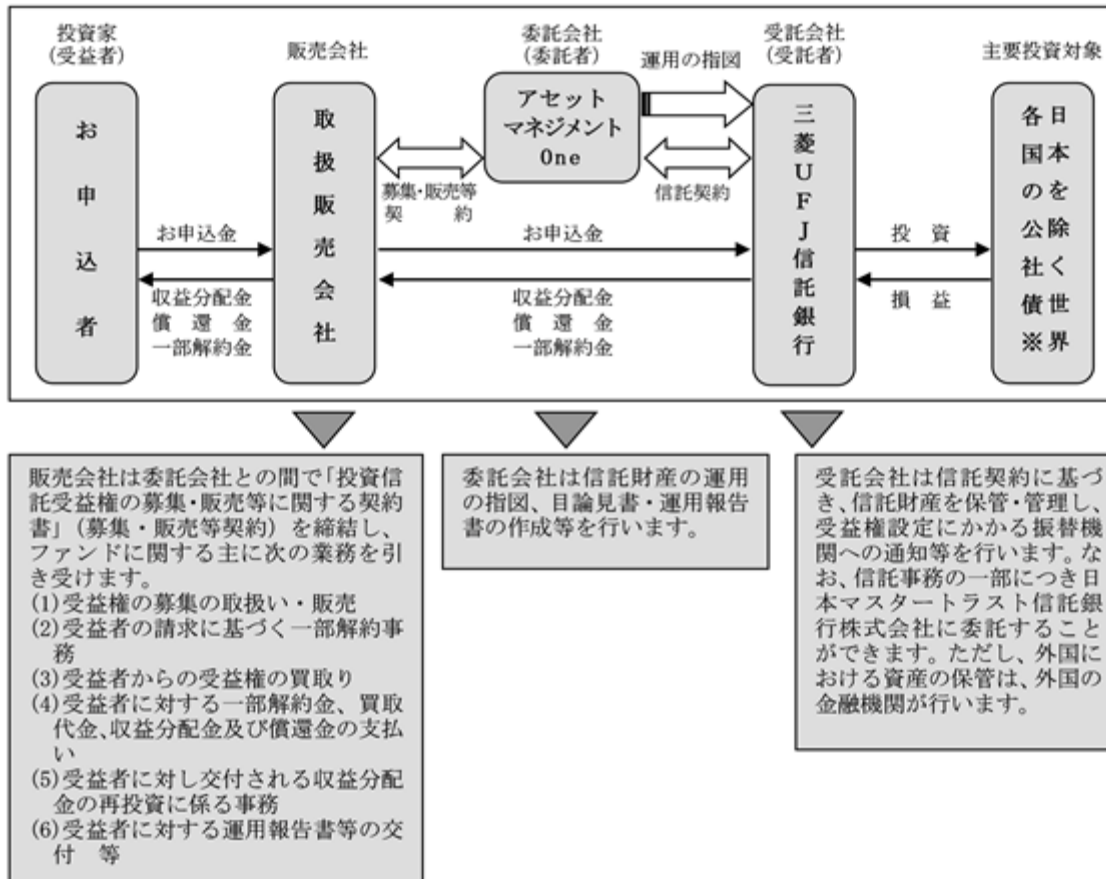 投資家
(受益者)
販売会社
委託会社
(委託者)
運用の指図
受託会社
(受託者)
主要投資対象
お申込者
取扱販売会社
アセット
マネジメント
One
三菱UFJ信託銀行
日本を除く世界
各国の公社債※
募集・販売等
契約
信託契約
お申込金
収益分配金
償還金
一部解約金
お申込金
収益分配金
償還金
一部解約金
投資
損益
販売会社は委託会社との間で「投資信
託受益権の募集・販売等に関する契約
書」(募集・販売等契約)を締結し、
ファンドに関する主に次の業務を引
き受けます。
(1)受益権の募集の取扱い・販売
(2)受益者の請求に基づく一部解約事
務
(3)受益者からの受益権の買取り
(4)受益者に対する一部解約金、買取
代金、収益分配金及び償還金の支払
い
(5)受益者に対し交付される収益分配
金の再投資に係る事務
(6)受益者に対する運用報告書等の交
付 等
委託会社は信託財産の運用
の指図、目論見書・運用報告
書の作成等を行います。
受託会社は信託契約に基づ
き、信託財産を保管・管理し、
受益権設定にかかる振替機
関への通知等を行います。な
お、信託事務の一部につき日
本マスタートラスト信託銀
行株式会社に委託すること
ができます。ただし、外国に
おける資産の保管は、外国の
金融機関が行います。